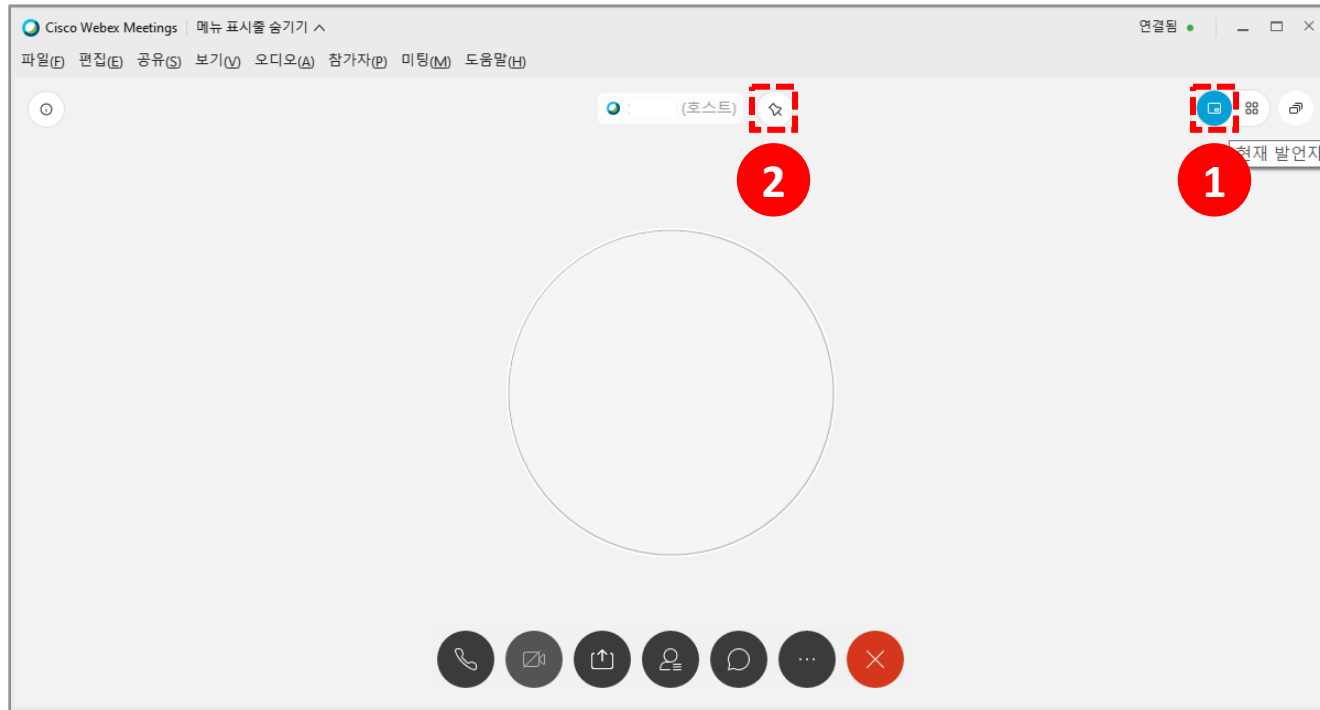 Cisco Webex Meetings 메뉴 표시줄 숨기기 연결됨
파일(F) 편집(E) 공유(S) 보기(V) 오디오(A) 참가자(P) 미팅(M) 도움말(H)
(호스트)
현재 발언자
2 1